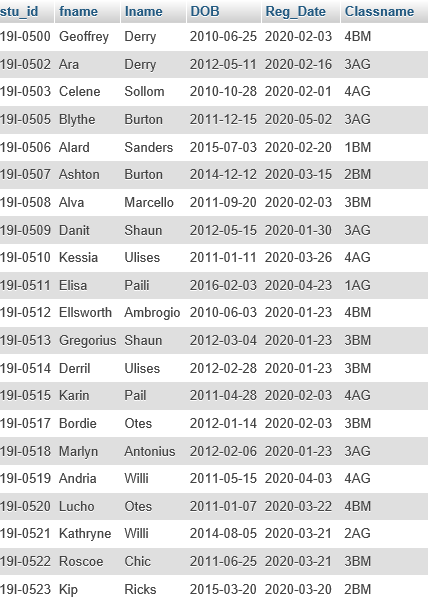 stu_id fname lname DOB Reg_Date Classname
19I-0500 Geoffrey Derry 2010-06-25 2020-02-03 4BM
19I-0502 Ara Derry 2012-05-11 2020-02-16 3AG
19I-0503 Celene Sollom 2010-10-28 2020-02-01 4AG
19I-0505 Blythe Burton 2011-12-15 2020-05-02 3AG
19I-0506 Alard Sanders 2015-07-03 2020-02-20 1BM
19I-0507 Ashton Burton 2014-12-12 2020-03-15 2BM
19I-0508 Alva Marcello 2011-09-20 2020-02-03 3BM
19I-0509 Danit Shaun 2012-05-15 2020-01-30 3AG
19I-0510 Kessia Ulises 2011-01-11 2020-03-26 4AG
19I-0511 Elisa Paili 2016-02-03 2020-04-23 1AG
19I-0512 Ellsworth Ambrogio 2010-06-03 2020-01-23 4BM
19I-0513 Gregorius Shaun 2012-03-04 2020-01-23 3BM
19I-0514 Derril Ulises 2012-02-28 2020-01-23 3BM
19I-0515 Karin Pail 2011-04-28 2020-02-03 4AG
19I-0517 Bordie Otes 2012-01-14 2020-02-03 3BM
19I-0518 Marlyn Antonius 2012-02-06 2020-01-23 3AG
19I-0519 Andria Willi 2011-05-15 2020-04-03 4AG
19I-0520 Lucho Otes 2011-01-07 2020-03-22 4BM
19I-0521 Kathryne Willi 2014-08-05 2020-03-21 2AG
19I-0522 Roscoe Chic 2011-06-25 2020-03-21 3BM
19I-0523 Kip Ricks 2015-03-20 2020-03-20 2BM